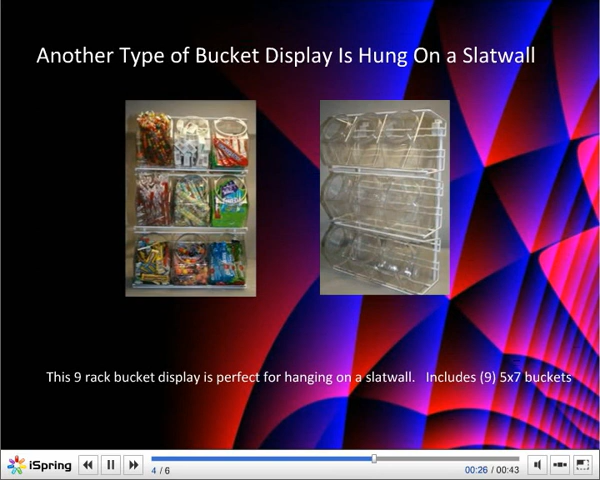 Another Type of Bucket Display Is Hung On a Slatwall
This 9 rack bucket display is perfect for hanging on a slatwall.   Includes (9) 5x7 buckets
iSpring
4 / 6
00:26 / 00:43